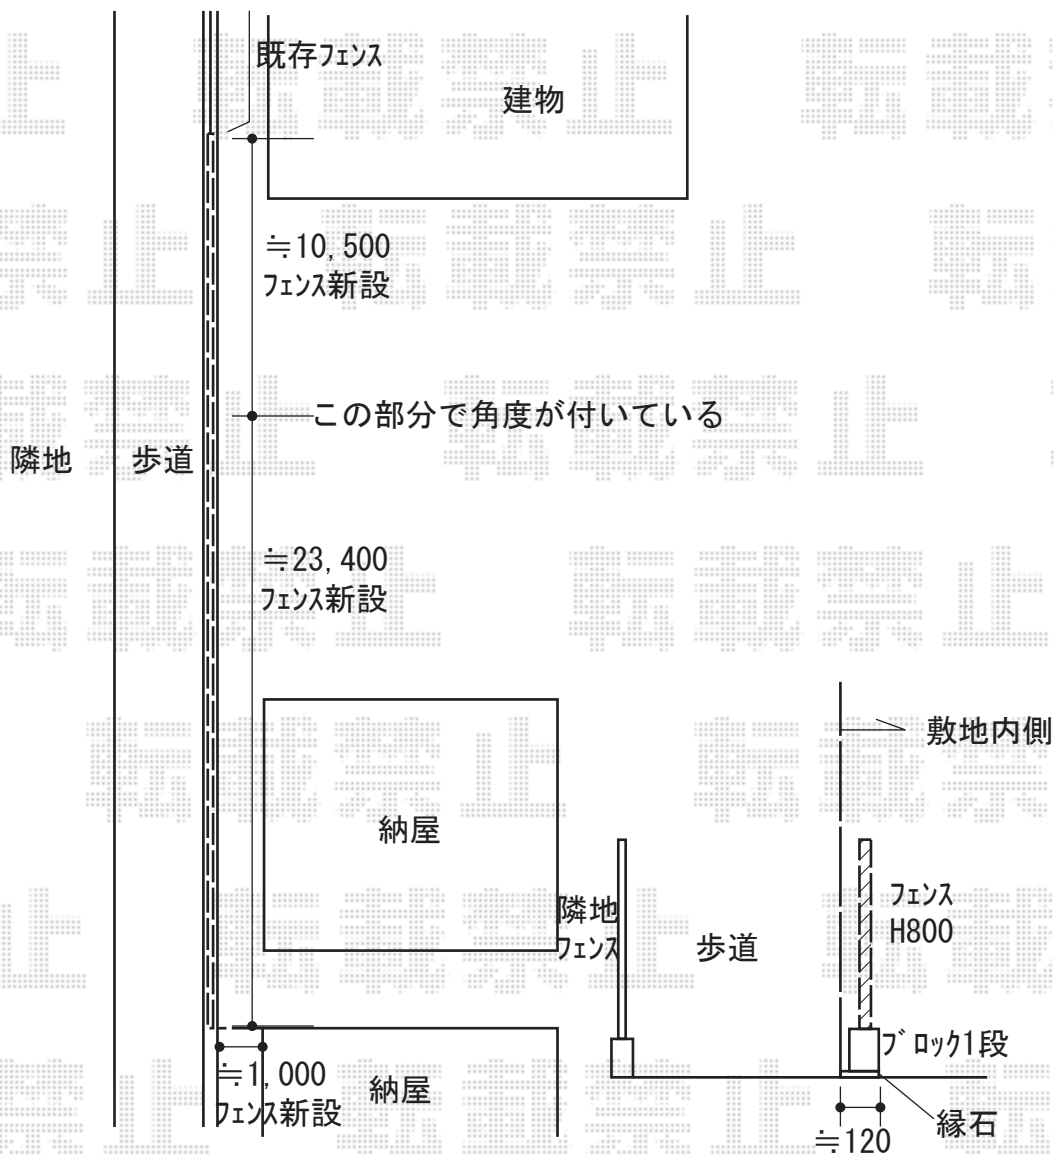 転載禁止
既存フェンス
建物
≒10,500
フェンス新設
この部分で角度が付いている
隣地
歩道
≒23,400
フェンス新設
敷地内側
納屋
隣地
フェンス
歩道
フェンス
H800
ブロック1段
≒1,000
フェンス新設
納屋
縁石
≒120